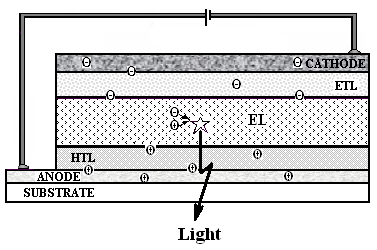 CATHODE
ETL
EL
HTL
ANODE
SUBSTRATE
Light